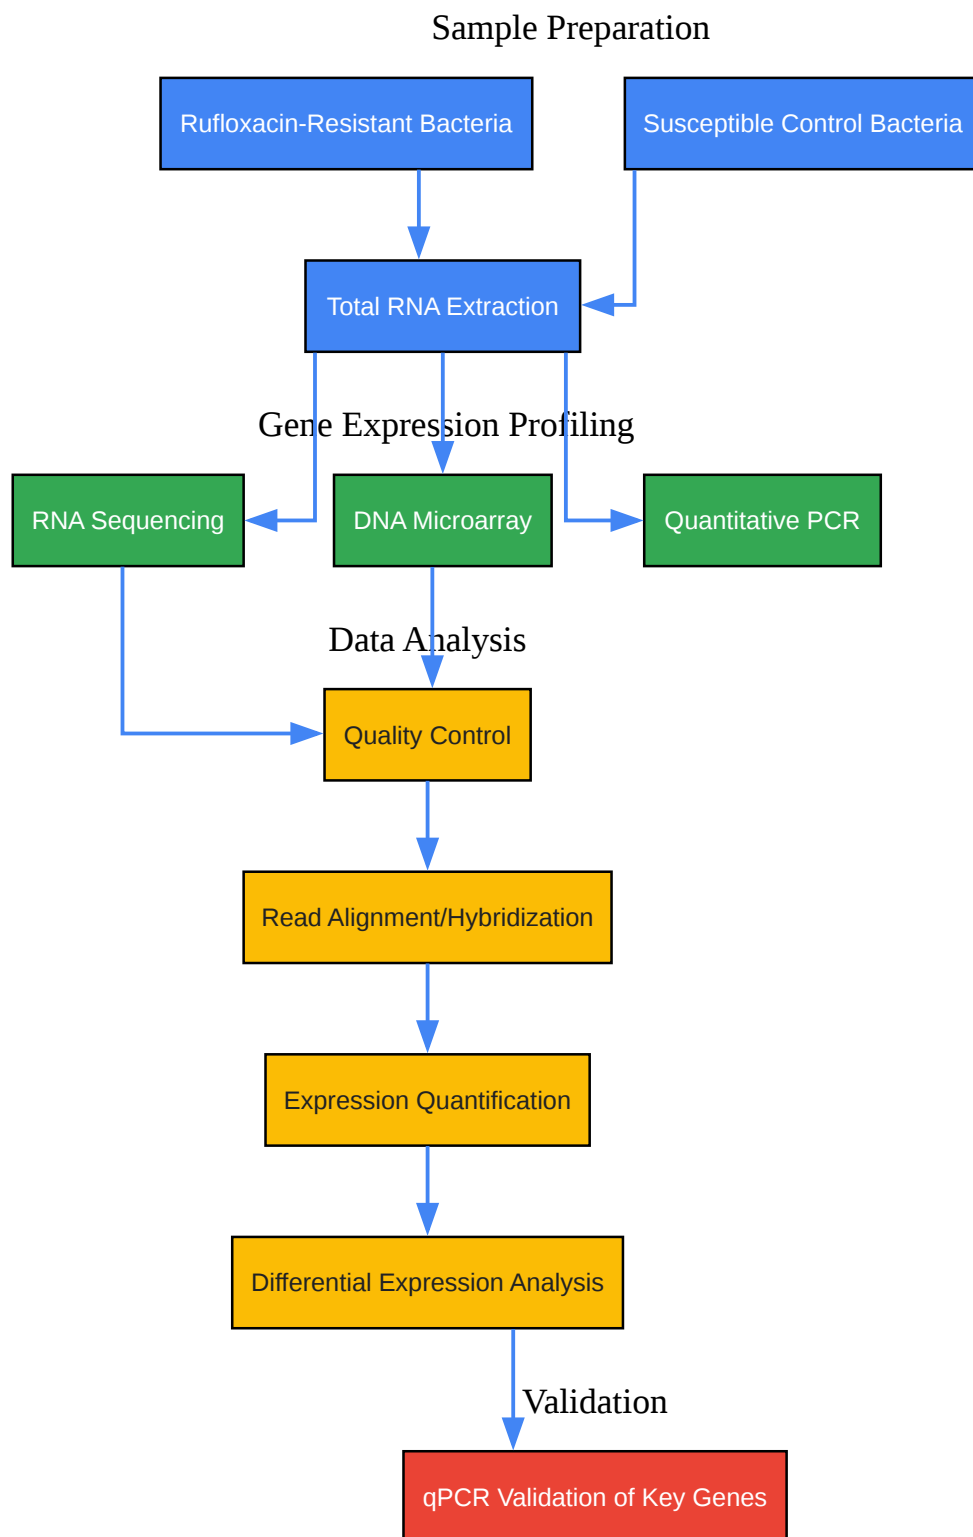 Sample Preparation
Rufloxacin-Resistant Bacteria
Susceptible Control Bacteria
Total RNA Extraction
Gene Expression Profiling
RNA Sequencing
DNA Microarray
Quantitative PCR
Data Analysis
Quality Control
Read Alignment/Hybridization
Expression Quantification
Differential Expression Analysis
Validation
qPCR Validation of Key Genes